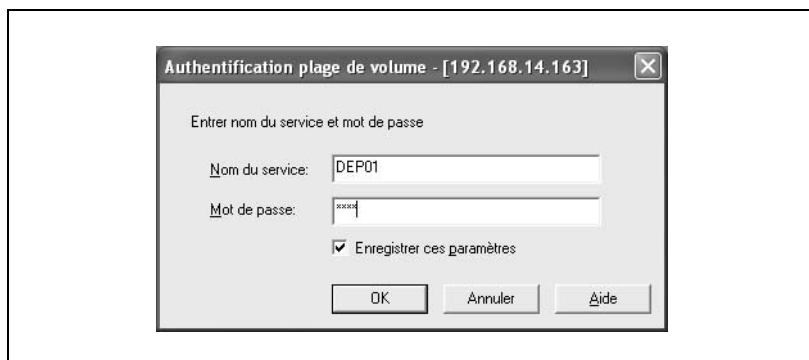 Authentification plage de volume - [192.168.14.163]
Entrer nom du service et mot de passe
Nom du service: DEP01
Mot de passe: ****
Enregistrer ces paramètres
OK Annuler Aide